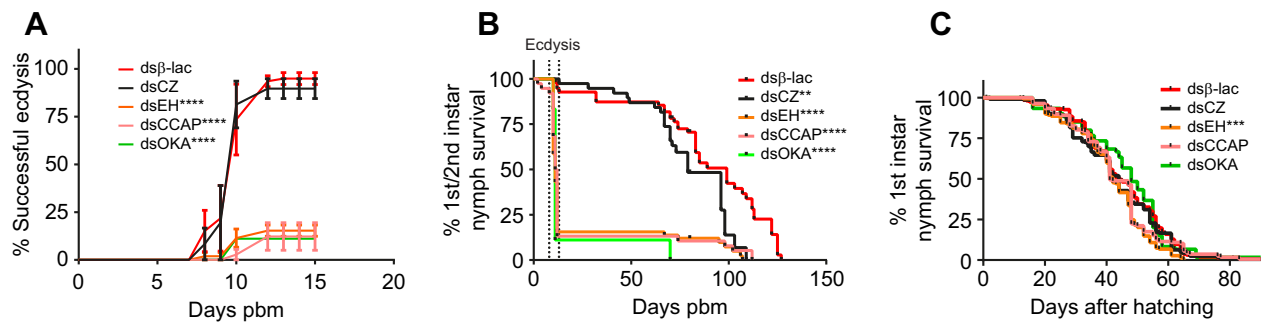 A
% Successful ecdysis
100
75
50
25
0
dsβ-lac
dsCZ
dsEH****
dsCCAP****
dsOKA****
0 5 10 15 20
Days pbm
B
Ecdysis
% 1st/2nd instar
nymph survival
100
75
50
25
0
dsβ-lac
dsCZ**
dsEH****
dsCCAP****
dsOKA****
0 50 100 150
Days pbm
C
% 1st instar
nymph survival
100
75
50
25
0
dsβ-lac
dsCZ
dsEH***
dsCCAP
dsOKA
0 20 40 60 80
Days after hatching